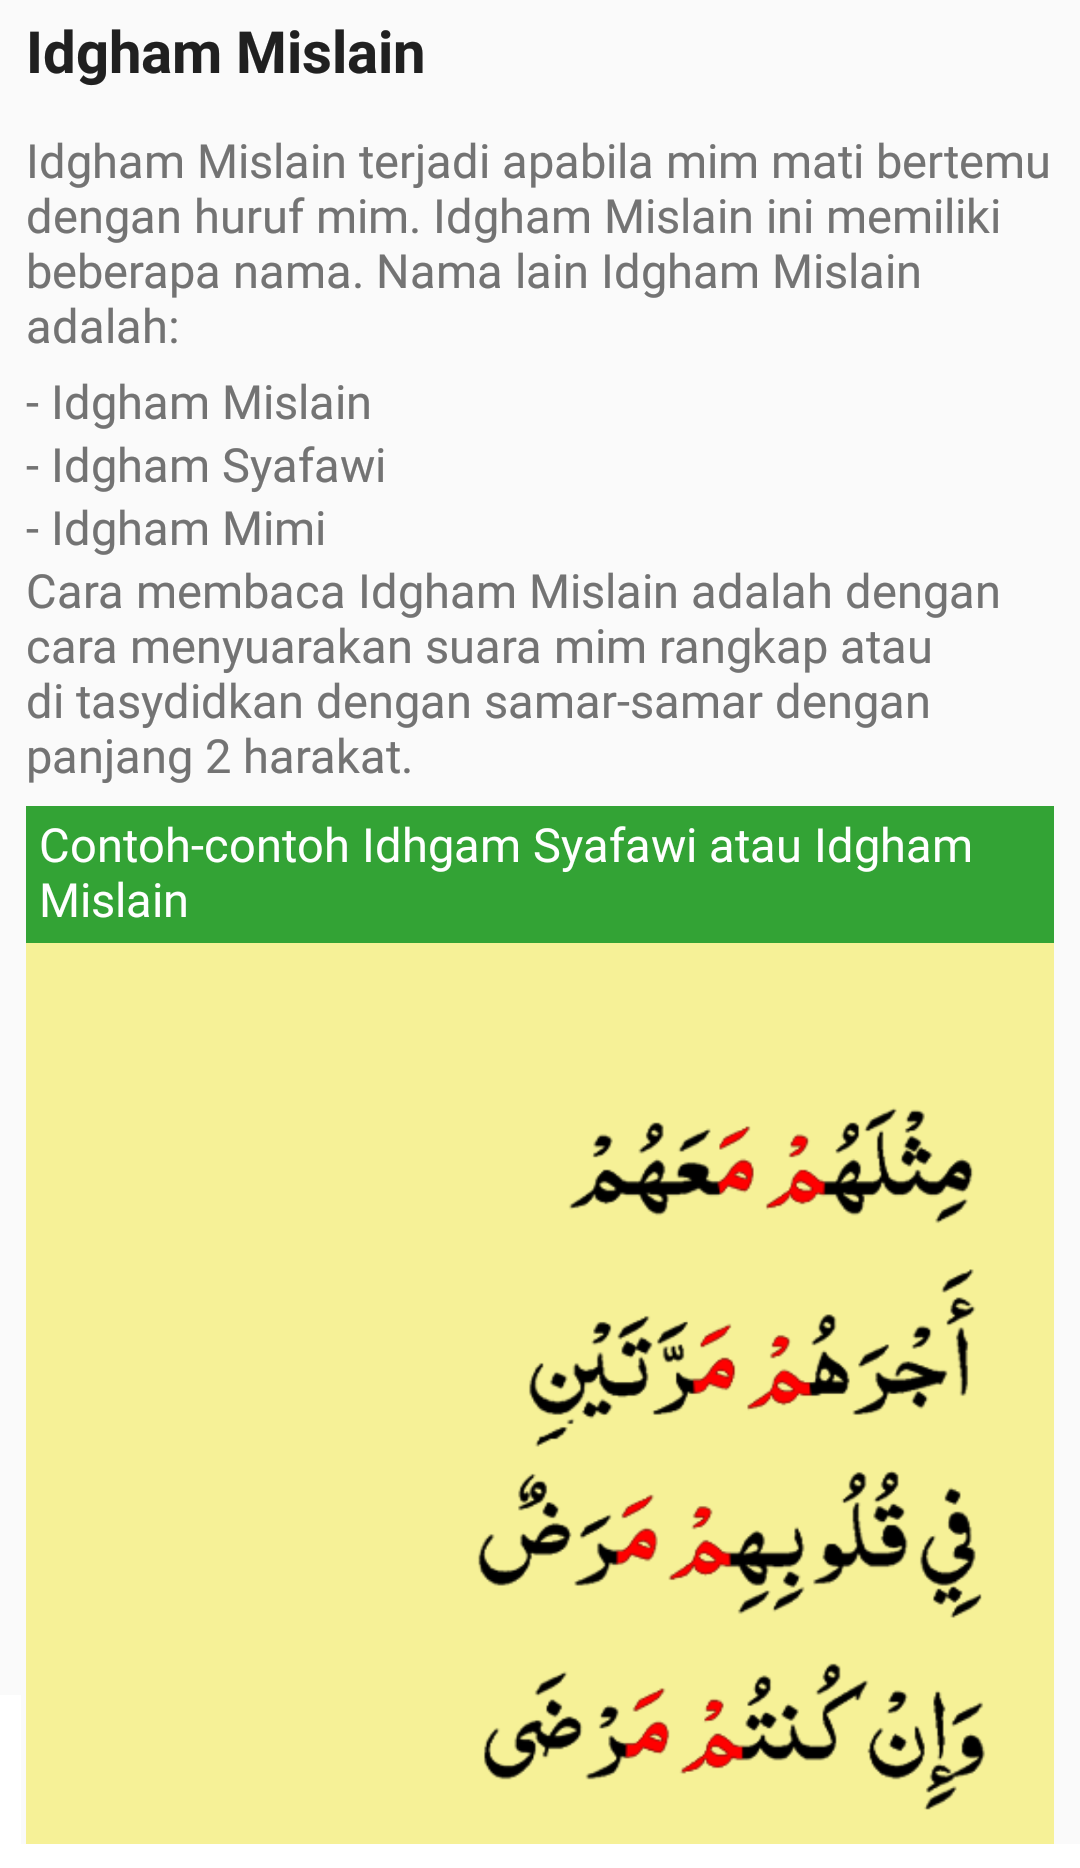 Idgham Mislain
Idgham Mislain terjadi apabila mim mati bertemu
dengan huruf mim. Idgham Mislain ini memiliki
beberapa nama. Nama lain Idgham Mislain
adalah:
- Idgham Mislain
- Idgham Syafawi
- Idgham Mimi
Cara membaca Idgham Mislain adalah dengan
cara menyuarakan suara mim rangkap atau
di tasydidkan dengan samar-samar dengan
panjang 2 harakat.
Contoh-contoh Idhgam Syafawi atau Idgham
Mislain
مِثْلَهُمْ مَعَهُمْ
أَجْرَهُمْ مَرَّتَيْنِ
فِي قُلُوبِهِمْ مَرَضٌ
وَإِنْ كُنتُمْ مَرْضَى